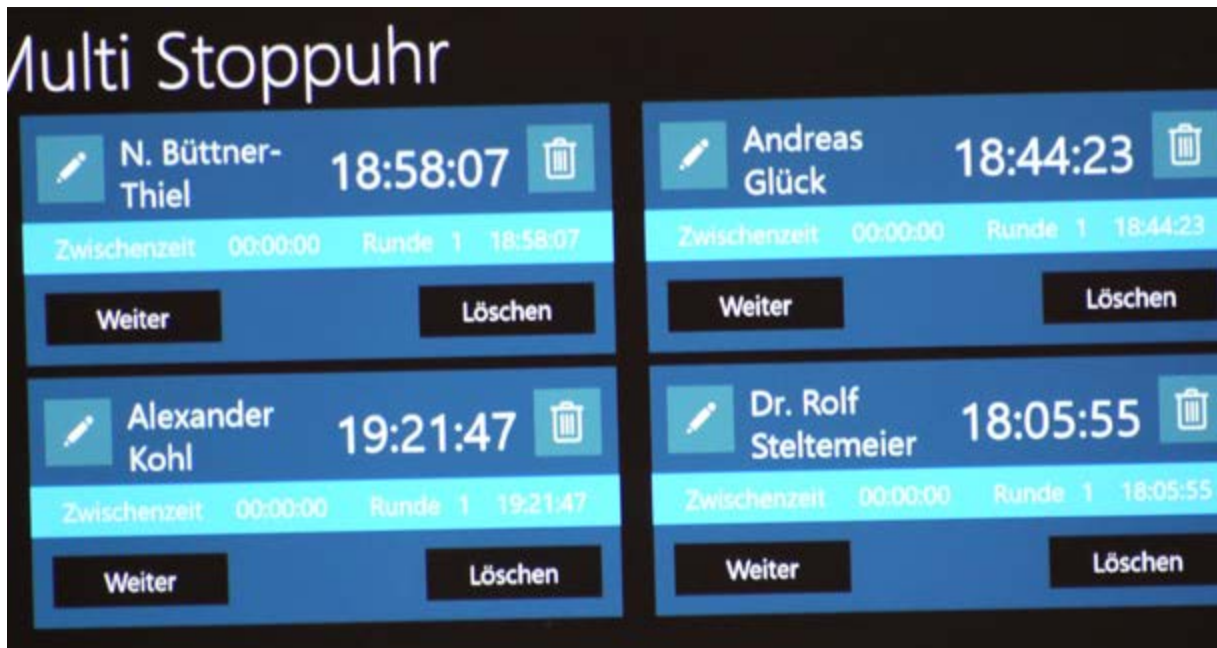 Multi Stoppuhr
N. Büttner-
Thiel
18:58:07
Zwischenzeit 00:00:00 Runde 1 18:58:07
Weiter Löschen
Andreas
Glück
18:44:23
Zwischenzeit 00:00:00 Runde 1 18:44:23
Weiter Löschen
Alexander
Kohl
19:21:47
Zwischenzeit 00:00:00 Runde 1 19:21:47
Weiter Löschen
Dr. Rolf
Steltemeier
18:05:55
Zwischenzeit 00:00:00 Runde 1 18:05:55
Weiter Löschen